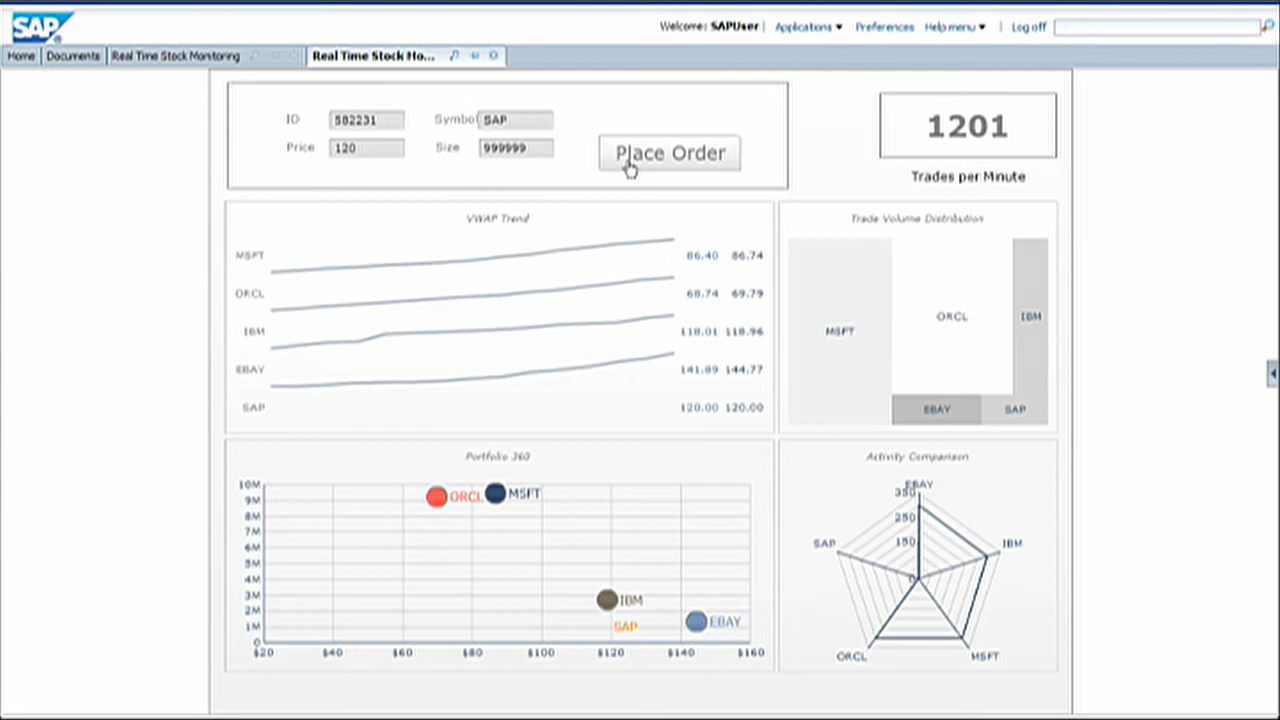 SAP
Welcome: SAPUser | Applications Preferences Help menu | Log off
Home Documents Real Time Stock Monitoring Real Time Stock Mo...
ID 582231 Symbol SAP
Price 120 Size 999999
Place Order
1201
Trades per Minute
VWAP Trend
MSFT 86.40 86.74
ORCL 68.74 69.79
IBM 118.01 118.96
EBAY 141.89 144.77
SAP 120.00 120.00
Trade Volume Distribution
MSFT ORCL IBM
EBAY SAP
Portfolio 360
10M
9M
8M
7M
6M
5M
4M
3M
2M
1M
0
ORCL MSFT
IBM
SAP EBAY
$20 $40 $60 $80 $100 $120 $140 $160
Activity Comparison
EBAY
350
250
150
0
SAP IBM
ORCL MSFT